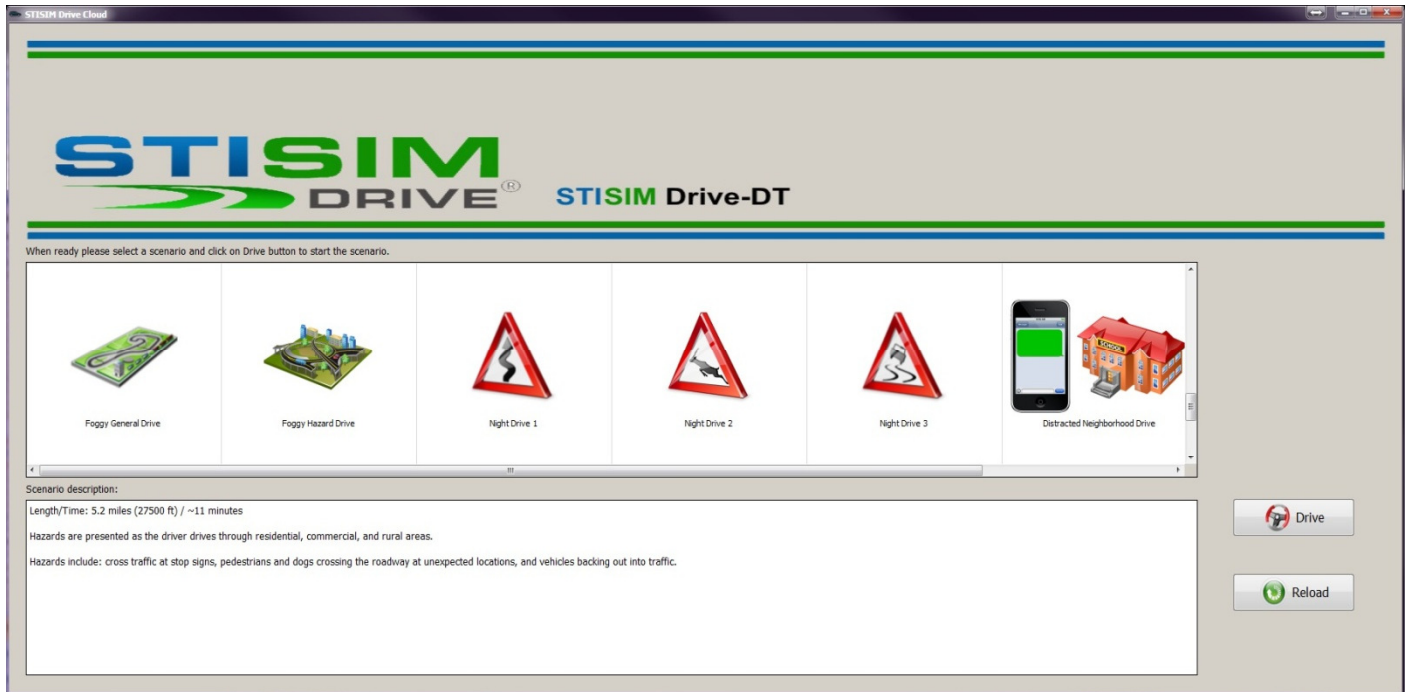 STISIM Drive Cloud
STISIM
DRIVE®
STISIM Drive-DT
When ready please select a scenario and click on Drive button to start the scenario.
Foggy General Drive
Foggy Hazard Drive
Night Drive 1
Night Drive 2
Night Drive 3
SCHOOL
Distracted Neighborhood Drive
Scenario description:
Length/Time: 5.2 miles (27500 ft) / ~11 minutes
Hazards are presented as the driver drives through residential, commercial, and rural areas.
Hazards include: cross traffic at stop signs, pedestrians and dogs crossing the roadway at unexpected locations, and vehicles backing out into traffic.
Drive
Reload